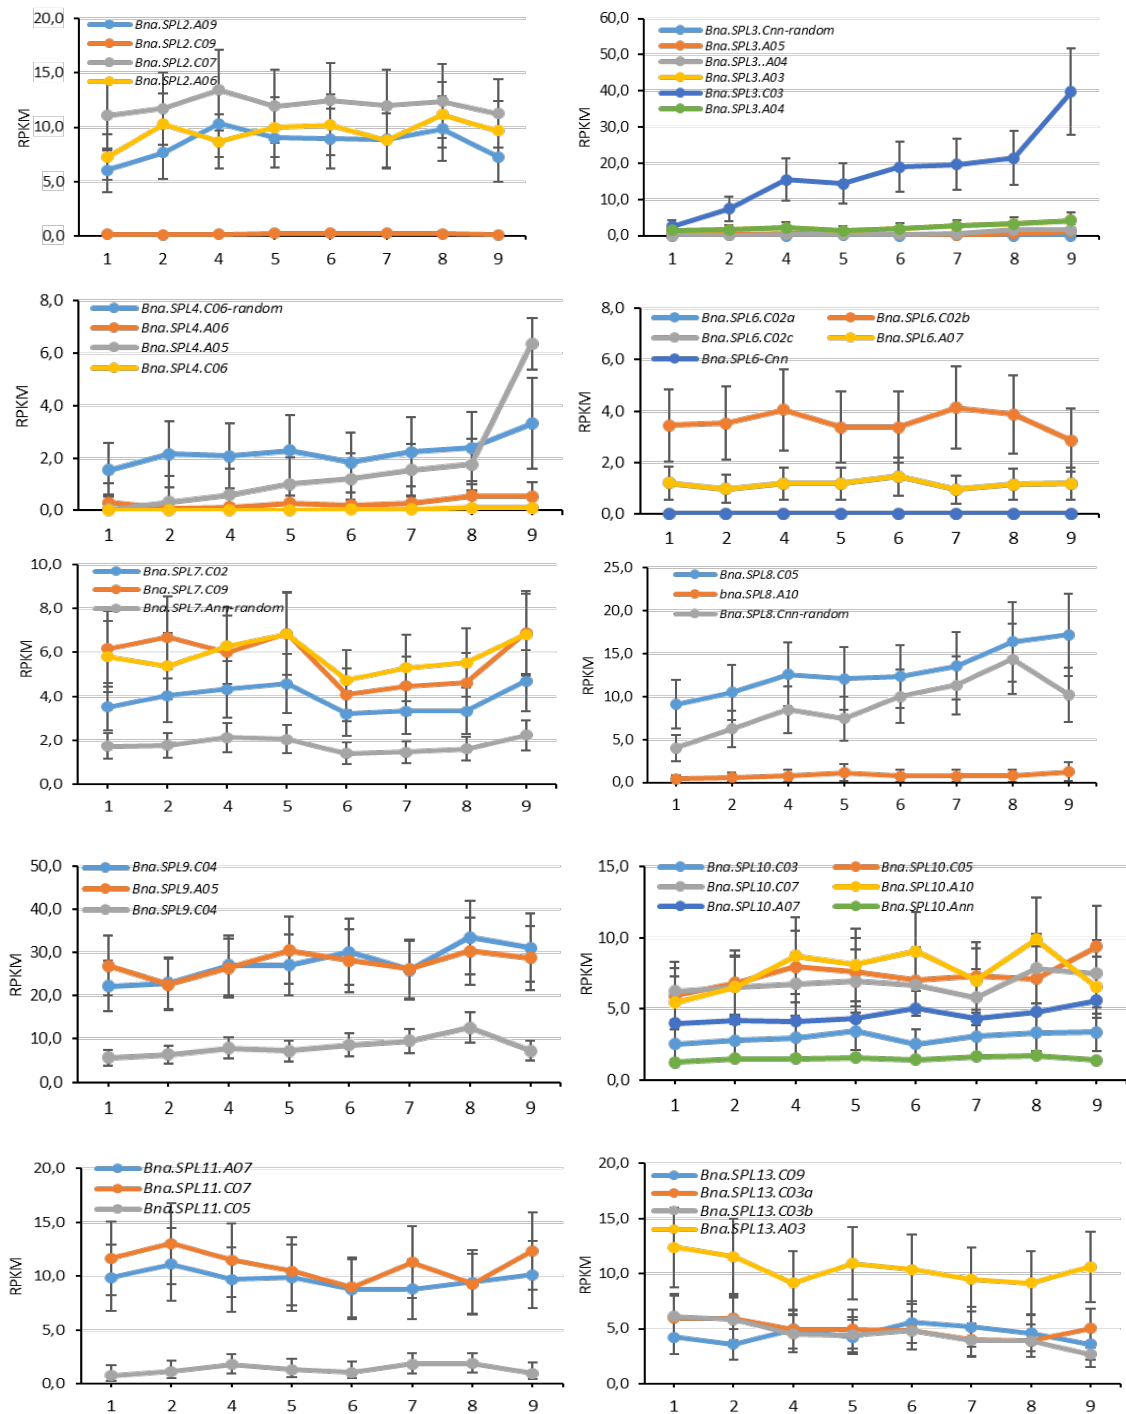 20,0
15,0
10,0
5,0
0,0
RPKM
Bna.SPL2.A09
Bna.SPL2.C09
Bna.SPL2.C07
Bna.SPL2.A06
1 2 4 5 6 7 8 9
60,0
50,0
40,0
30,0
20,0
10,0
0,0
RPKM
Bna.SPL3.Cnn-random
Bna.SPL3.A05
Bna.SPL3..A04
Bna.SPL3.A03
Bna.SPL3.C03
Bna.SPL3.A04
1 2 4 5 6 7 8 9
8,0
6,0
4,0
2,0
0,0
RPKM
Bna.SPL4.C06-random
Bna.SPL4.A06
Bna.SPL4.A05
Bna.SPL4.C06
1 2 4 5 6 7 8 9
8,0
6,0
4,0
2,0
0,0
RPKM
Bna.SPL6.C02a Bna.SPL6.C02b
Bna.SPL6.C02c Bna.SPL6.A07
Bna.SPL6-Cnn
1 2 4 5 6 7 8 9
10,0
8,0
6,0
4,0
2,0
0,0
RPKM
Bna.SPL7.C02
Bna.SPL7.C09
Bna.SPL7.Ann-random
1 2 4 5 6 7 8 9
25,0
20,0
15,0
10,0
5,0
0,0
RPKM
Bna.SPL8.C05
bna.SPL8.A10
Bna.SPL8.Cnn-random
1 2 4 5 6 7 8 9
50,0
40,0
30,0
20,0
10,0
0,0
RPKM
Bna.SPL9.C04
Bna.SPL9.A05
Bna.SPL9.C04
1 2 4 5 6 7 8 9
15,0
10,0
5,0
0,0
RPKM
Bna.SPL10.C03 Bna.SPL10.C05
Bna.SPL10.C07 Bna.SPL10.A10
Bna.SPL10.A07 Bna.SPL10.Ann
1 2 4 5 6 7 8 9
20,0
15,0
10,0
5,0
0,0
RPKM
Bna.SPL11.A07
Bna.SPL11.C07
Bna.SPL11.C05
1 2 4 5 6 7 8 9
20,0
15,0
10,0
5,0
0,0
RPKM
Bna.SPL13.C09
Bna.SPL13.C03a
Bna.SPL13.C03b
Bna.SPL13.A03
1 2 4 5 6 7 8 9